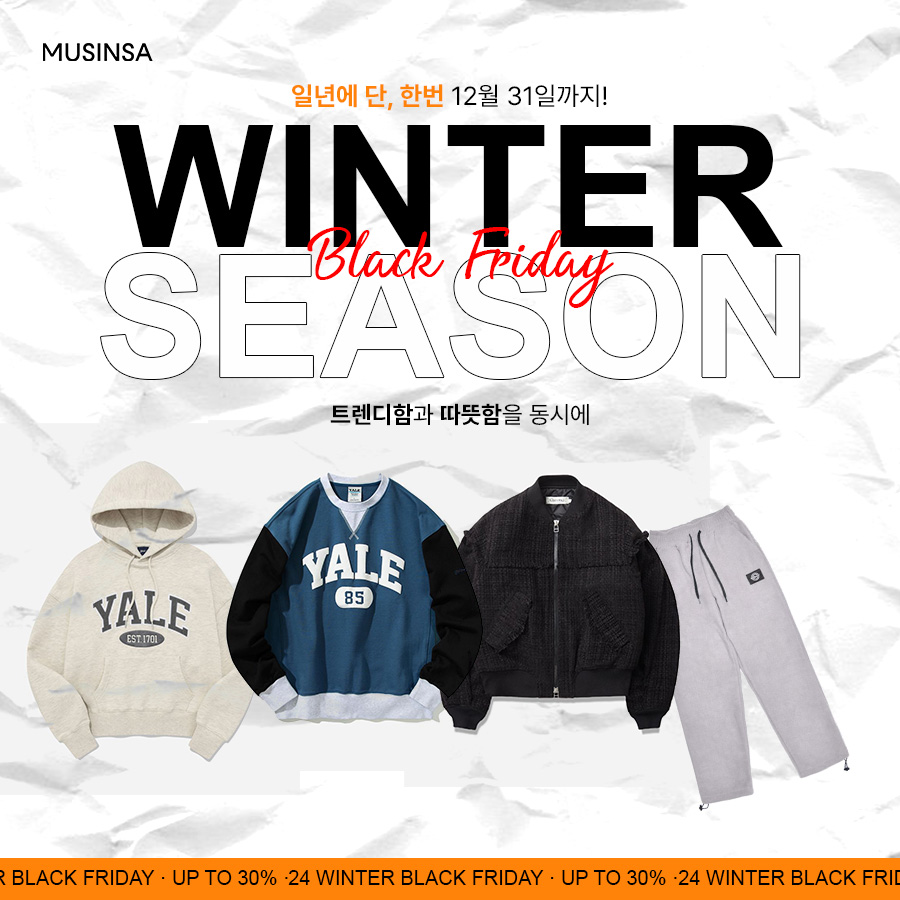 MUSINSA
일년에 단, 한번 12월 31일까지!
WINTER
Black Friday
SEASON
트렌디함과 따뜻함을 동시에
YALE
EST.1701
YALE
YALE
85
R BLACK FRIDAY · UP TO 30% ·24 WINTER BLACK FRIDAY · UP TO 30% ·24 WINTER BLACK FRID